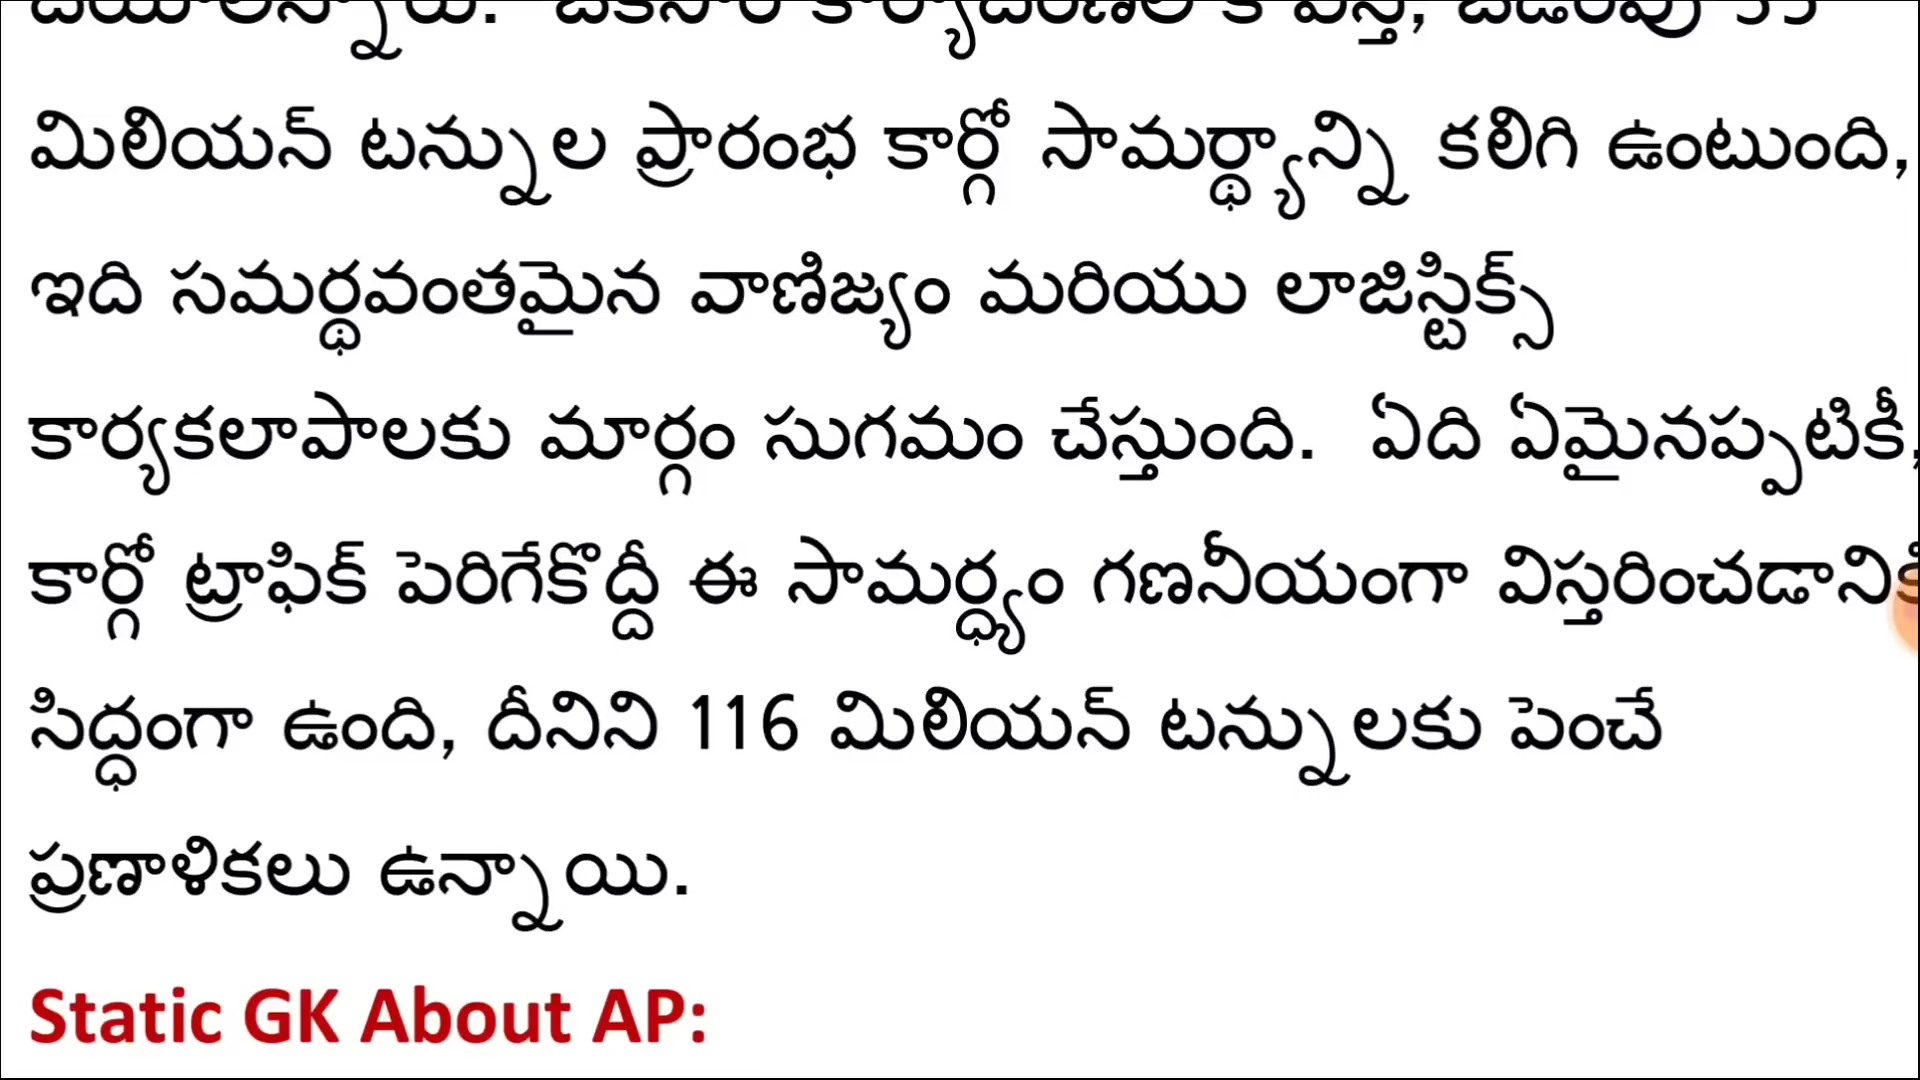 మిలియన్ టన్నుల ప్రారంభ కార్గో సామర్థ్యాన్ని కలిగి ఉంటుంది,
ఇది సమర్థవంతమైన వాణిజ్యం మరియు లాజిస్టిక్స్
కార్యకలాపాలకు మార్గం సుగమం చేస్తుంది. ఏది ఏమైనప్పటికీ,
కార్గో ట్రాఫిక్ పెరిగేకొద్దీ ఈ సామర్ధ్యం గణనీయంగా విస్తరించడానికి
సిద్ధంగా ఉంది, దీనిని 116 మిలియన్ టన్నులకు పెంచే
ప్రణాళికలు ఉన్నాయి.
Static GK About AP: